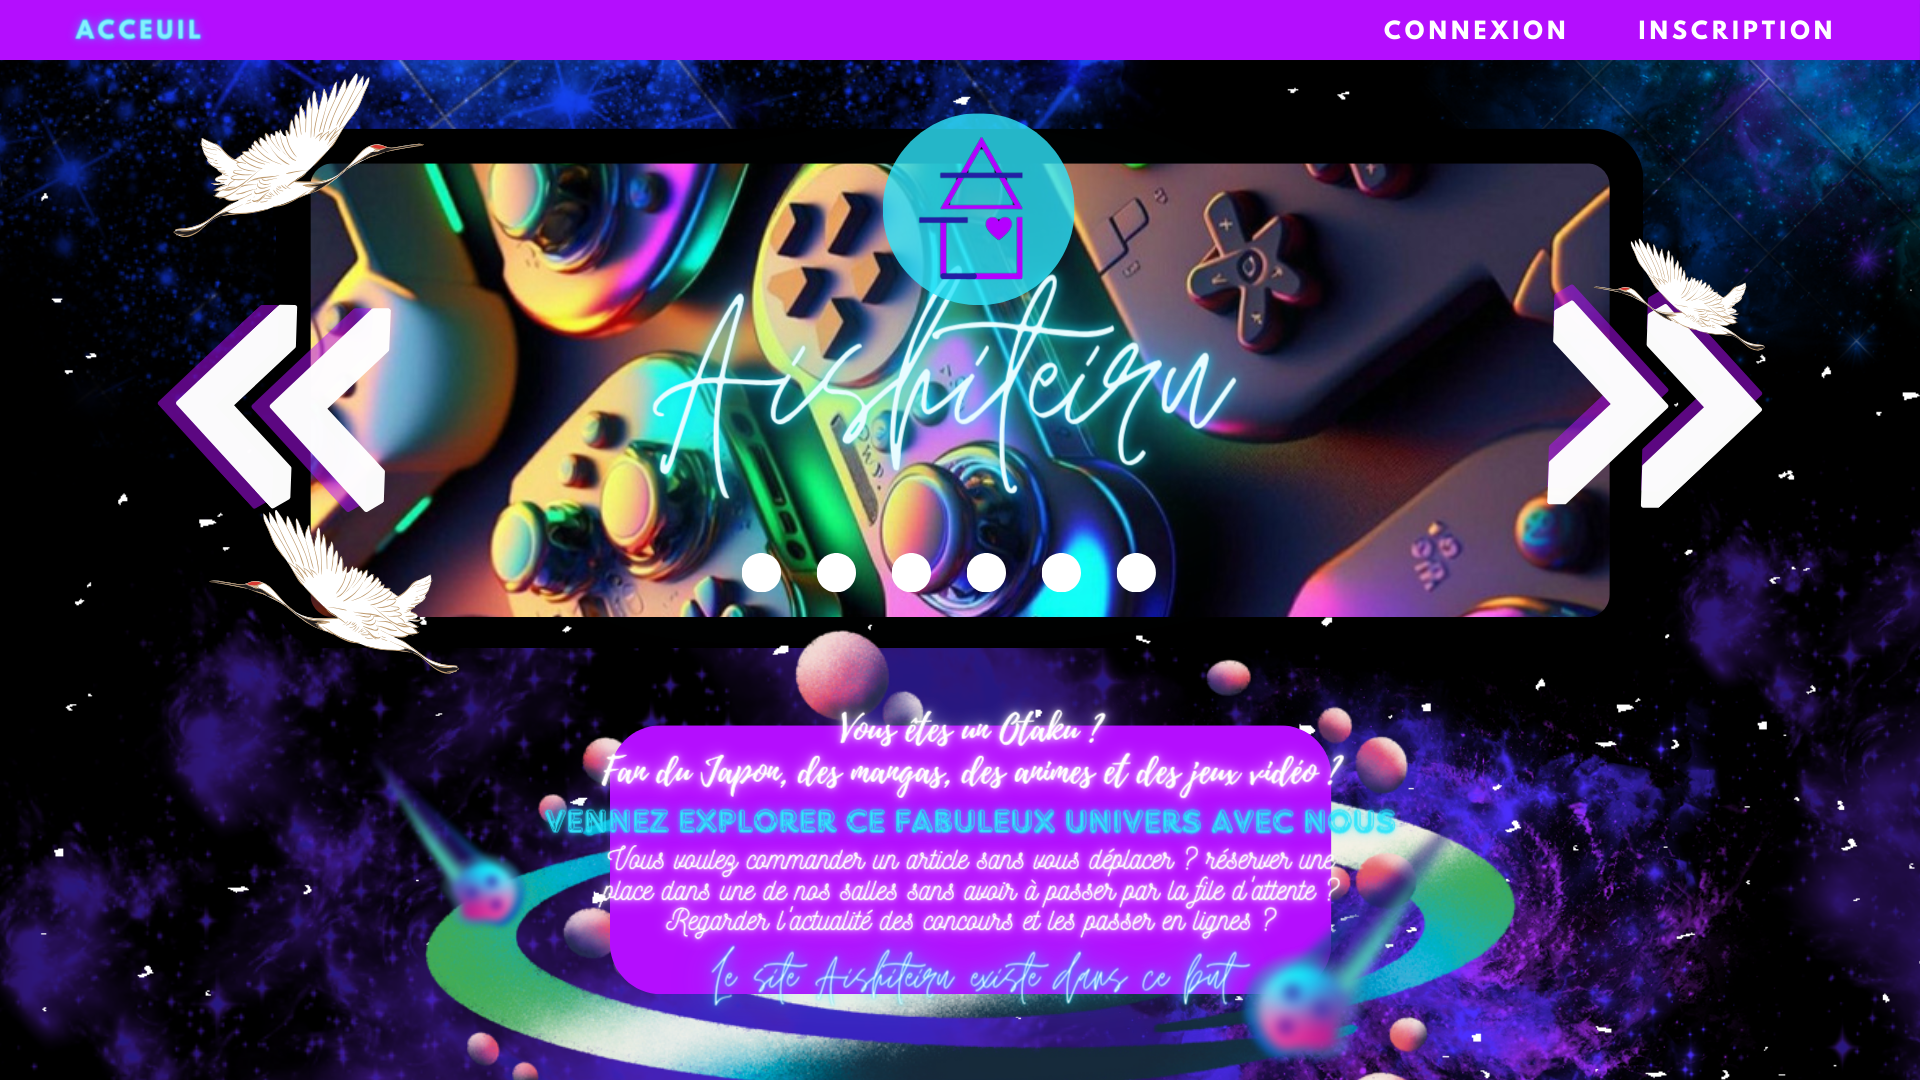 ACCEUIL
CONNEXION
INSCRIPTION
Aishiteiru
Vous êtes un Otaku ?
Fan du Japon, des mangas, des animes et des jeux vidéo ?
VENNEZ EXPLORER CE FABULEUX UNIVERS AVEC NOUS
Vous voulez commander un article sans vous déplacer ? réserver une
place dans une de nos salles sans avoir à passer par la file d'attente ?
Regarder l'actualité des concours et les passer en lignes ?
Le site Aishiteiru existe dans ce but